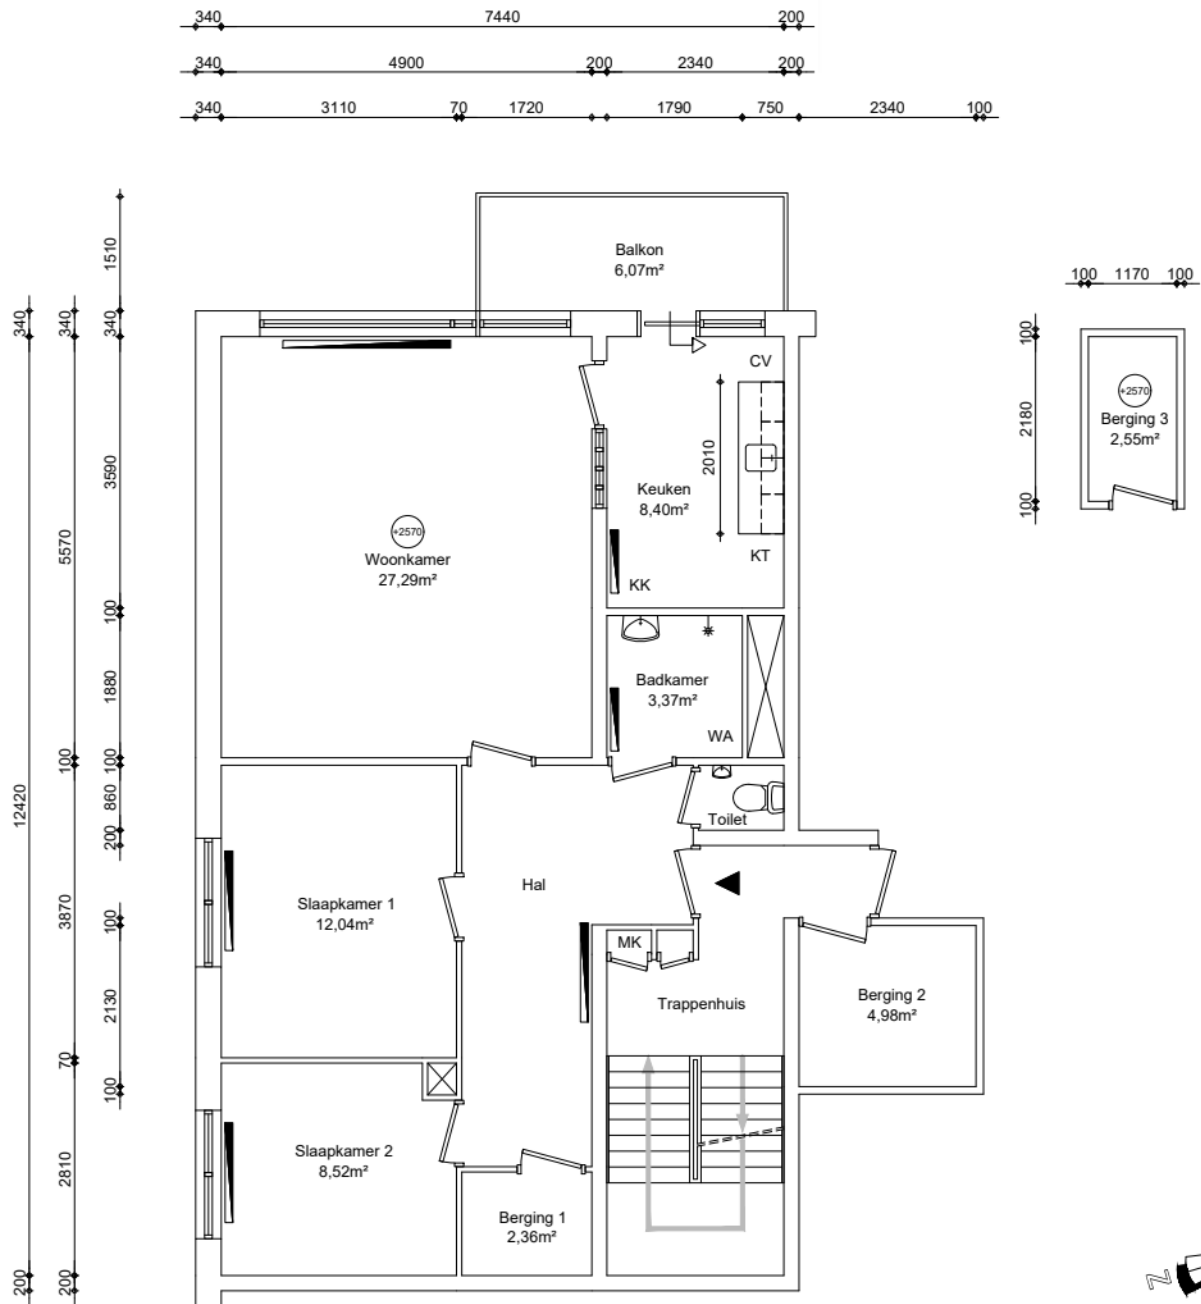 340 7440 200
340 4900 200 2340 200
340 3110 70 1720 1790 750 2340 100
1510
340 340 340
Balkon
6,07m²
100 1170 100
CV
100
2180
100
+2570
Berging 3
2,55m²
3590
2010
Keuken
8,40m²
+2570
Woonkamer
27,29m²
5570
KT
KK
100
Badkamer
3,37m²
1880
WA
100 100
12420
860
Toilet
200
Hal
Slaapkamer 1
12,04m²
3870
100
MK
Berging 2
4,98m²
Trappenhuis
2130
70
100
Slaapkamer 2
8,52m²
2810
Berging 1
2,36m²
200 200 200
N